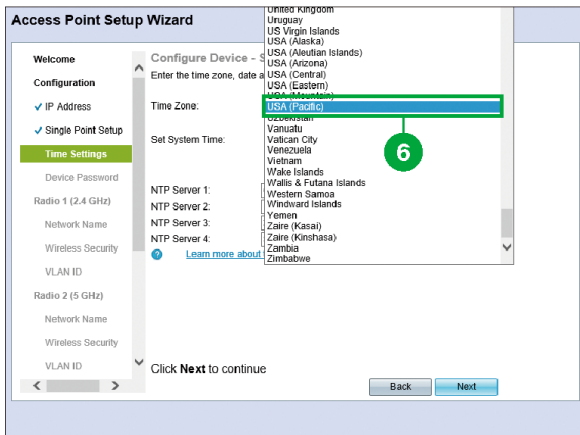 Access Point Setup Wizard
Welcome
Configuration
IP Address
Single Point Setup
Time Settings
Device Password
Radio 1 (2.4 GHz)
Network Name
Wireless Security
VLAN ID
Radio 2 (5 GHz)
Network Name
Wireless Security
VLAN ID
Configure Device - S
Enter the time zone, date a
Time Zone:
Set System Time:
NTP Server 1:
NTP Server 2:
NTP Server 3:
NTP Server 4:
Learn more about
Click Next to continue
United Kingdom
Uruguay
US Virgin Islands
USA (Alaska)
USA (Aleutian Islands)
USA (Arizona)
USA (Central)
USA (Eastern)
USA (Mountain)
USA (Pacific)
Uzbekistan
Vanuatu
Vatican City
Venezuela
Vietnam
Wake Islands
Wallis & Futana Islands
Western Samoa
Windward Islands
Yemen
Zaire (Kasai)
Zaire (Kinshasa)
Zambia
Zimbabwe
6
Back
Next